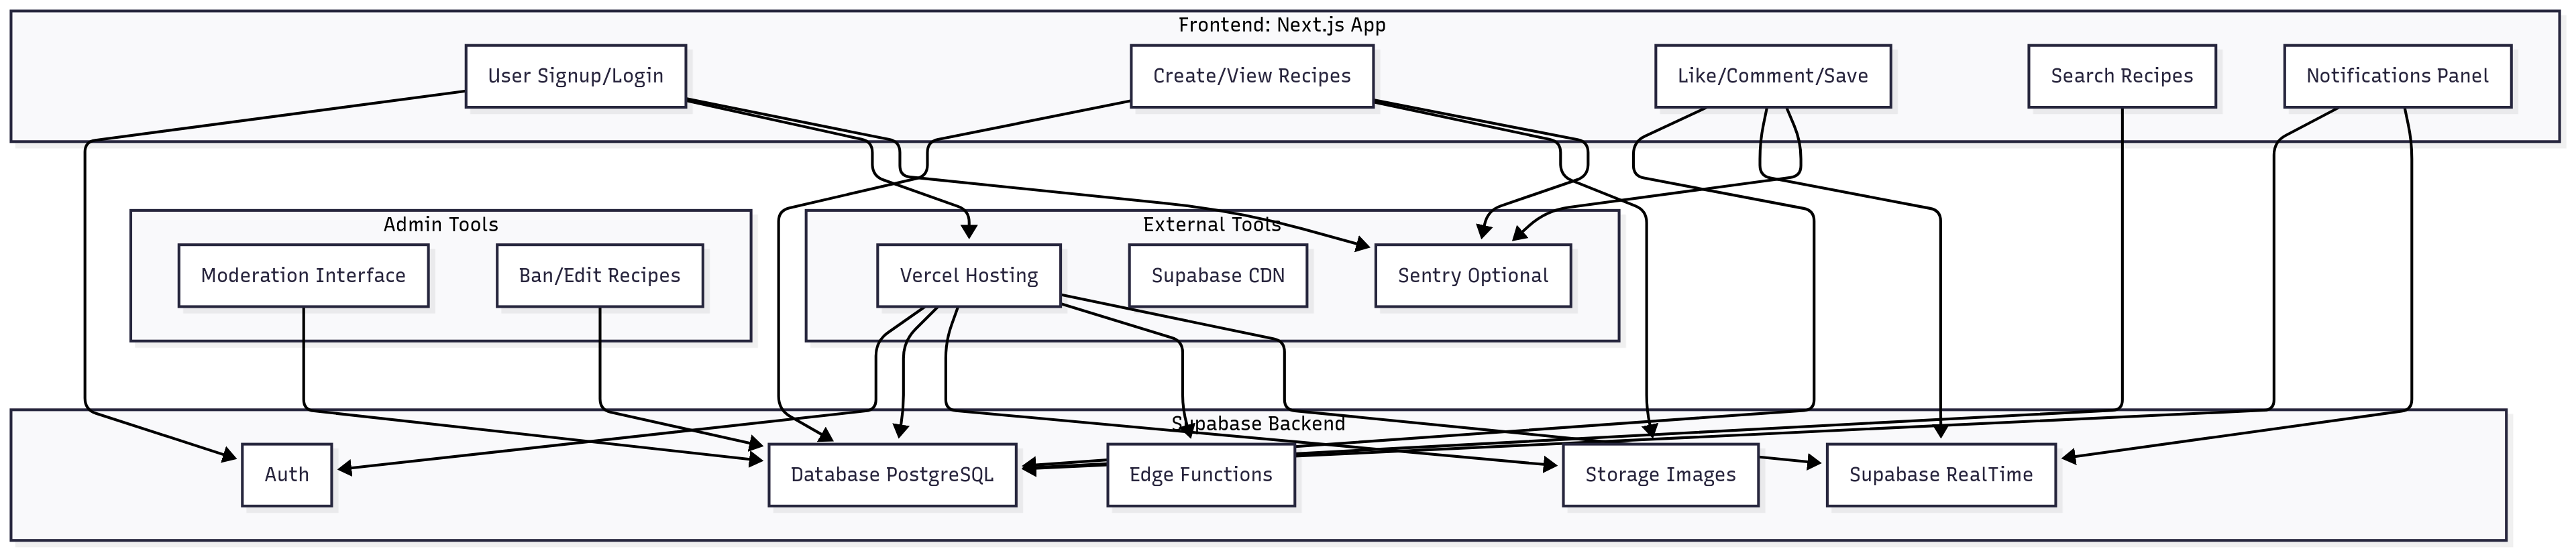 Frontend: Next.js App
User Signup/Login
Create/View Recipes
Like/Comment/Save
Search Recipes
Notifications Panel
Admin Tools
Moderation Interface
Ban/Edit Recipes
External Tools
Vercel Hosting
Supabase CDN
Sentry Optional
Supabase Backend
Auth
Database PostgreSQL
Edge Functions
Storage Images
Supabase RealTime